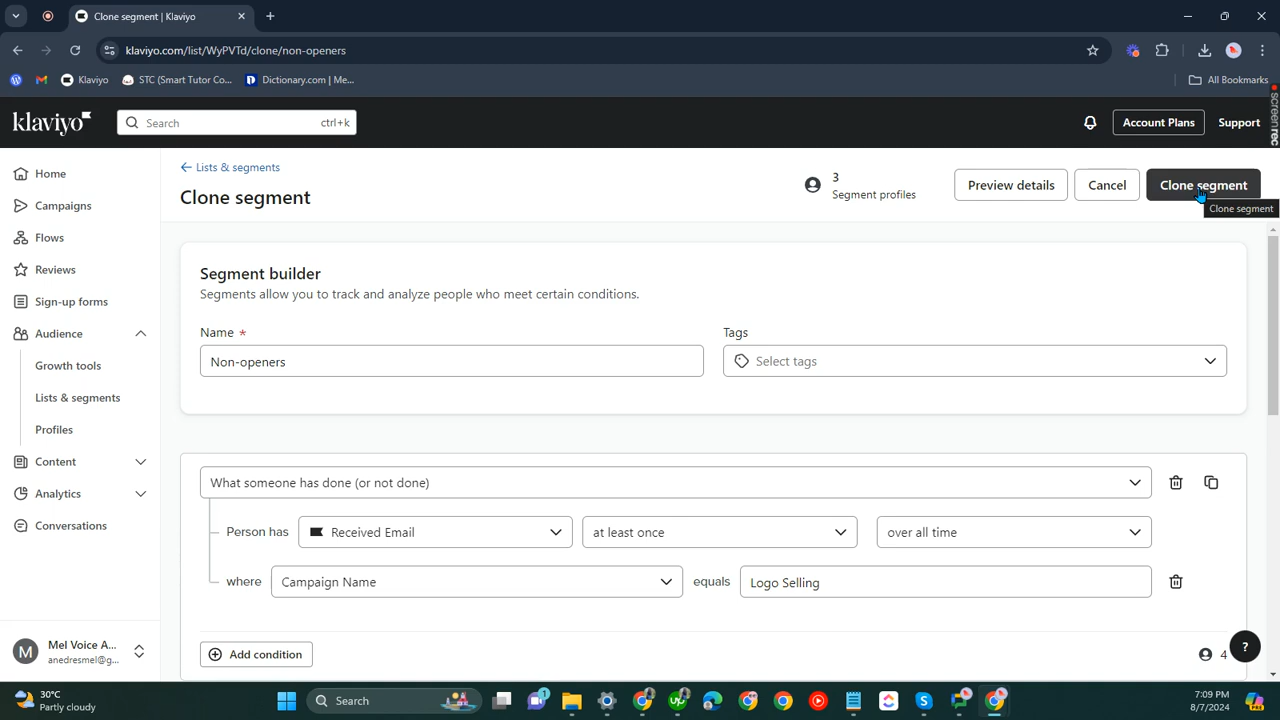 Clone segment | Klaviyo
klaviyo.com/list/WyPVTd/clone/non-openers
Klaviyo
STC (Smart Tutor Co...
Dictionary.com | Me...
All Bookmarks
klaviyo
Search
ctrl+k
Account Plans
Support
screenrec
Home
Campaigns
Flows
Reviews
Sign-up forms
Audience
Growth tools
Lists & segments
Profiles
Content
Analytics
Conversations
M
Mel Voice A...
anedresmel@g...
← Lists & segments
Clone segment
3
Segment profiles
Preview details
Cancel
Clone segment
Clone segment
Segment builder
Segments allow you to track and analyze people who meet certain conditions.
Name *
Tags
Non-openers
Select tags
What someone has done (or not done)
Person has
Received Email
at least once
over all time
where
Campaign Name
equals
Logo Selling
Add condition
4
?
30°C
Partly cloudy
Search
1
7:09 PM
8/7/2024